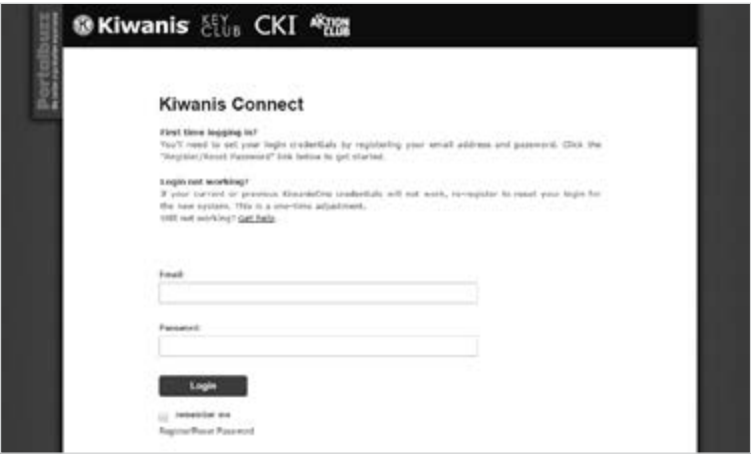 Kiwanis KEY CLUB CKI AKTION CLUB
Portalbuzz
Kiwanis Connect
First time logging in?
You'll need to set your login credentials by registering your email address and password. Click the
"Register/Reset Password" link below to get started.
Login not working?
If your current or previous KiwanisOne credentials will not work, re-register to reset your login for
the new system. This is a one-time adjustment.
Still not working? Get help.
Email:
Password:
Login
remember me
Register/Reset Password